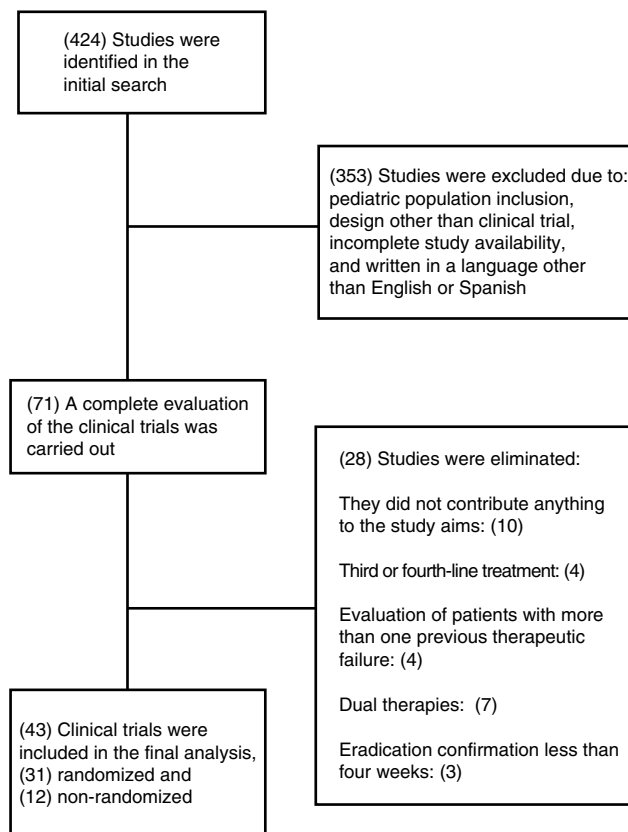 (424) Studies were
identified in the
initial search
(353) Studies were excluded due to:
pediatric population inclusion,
design other than clinical trial,
incomplete study availability,
and written in a language other
than English or Spanish
(71) A complete evaluation
of the clinical trials was
carried out
(28) Studies were eliminated:
They did not contribute anything
to the study aims: (10)
Third or fourth-line treatment: (4)
Evaluation of patients with more
than one previous therapeutic
failure: (4)
Dual therapies: (7)
Eradication confirmation less than
four weeks: (3)
(43) Clinical trials were
included in the final analysis,
(31) randomized and
(12) non-randomized